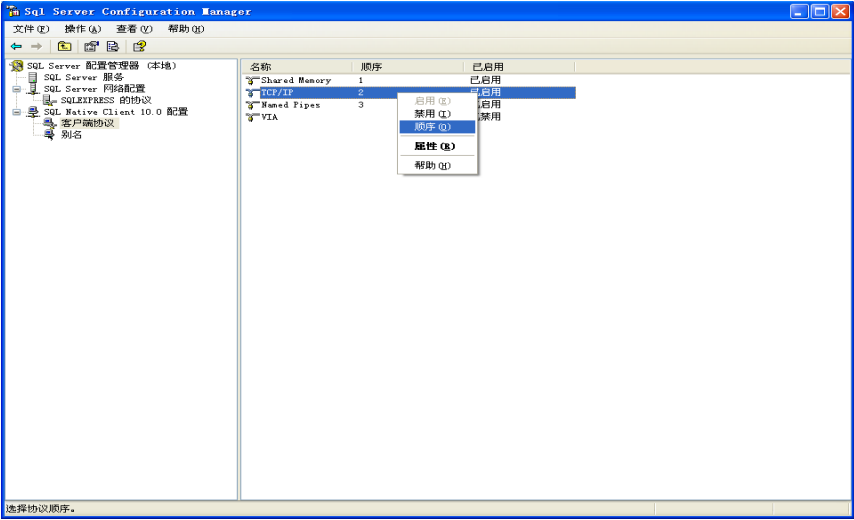 Sql Server Configuration Manager
文件(F) 操作(A) 查看(V) 帮助(H)
SQL Server 配置管理器 (本地)
SQL Server 服务
SQL Server 网络配置
SQLEXPRESS 的协议
SQL Native Client 10.0 配置
客户端协议
别名
名称 顺序 已启用
Shared Memory 1 已启用
TCP/IP 2 已启用
Named Pipes 3 已启用
VIA 禁用
启用(E)
禁用(I)
顺序(O)
属性(R)
帮助(H)
选择协议顺序。